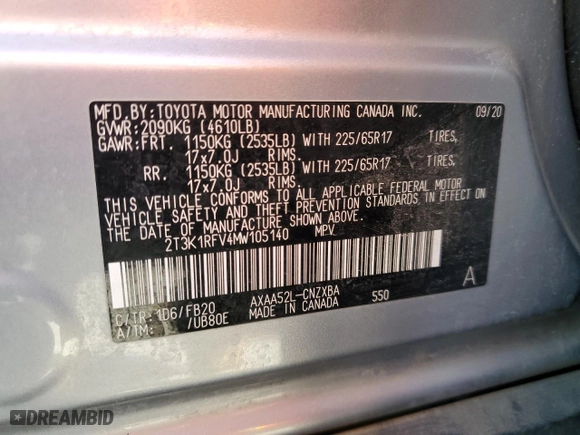 MFD.BY:TOYOTA MOTOR MANUFACTURING CANADA INC. 09/20
GVWR:2090KG (4610LB)
GAWR:FRT. 1150KG (2535LB) WITH 225/65R17 TIRES,
17x7.0J RIMS.
RR. 1150KG (2535LB) WITH 225/65R17 TIRES,
17x7.0J RIMS.
THIS VEHICLE CONFORMS TO ALL APPLICABLE FEDERAL MOTOR
VEHICLE SAFETY AND THEFT PREVENTION STANDARDS IN EFFECT ON
THE DATE OF MANUFACTURE SHOWN ABOVE.
2T3K1RFV4MW105140 MPV
C/TR:1D6/FB20 AXAA52L-CNZXBA 550 A
A/TM: /UB80E MADE IN CANADA
DREAMBID